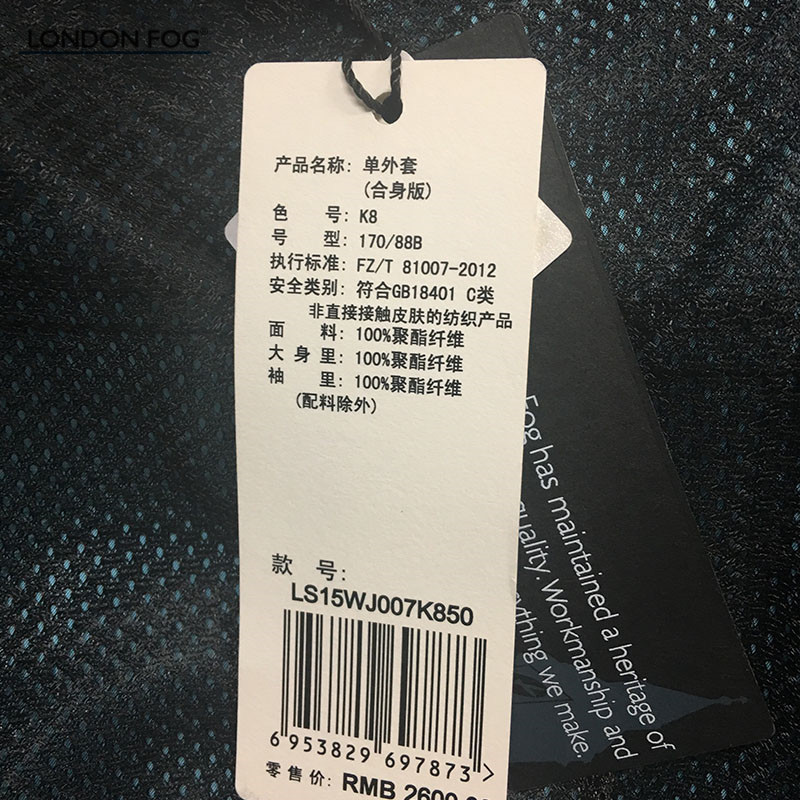 LONDON FOG
产品名称: 单外套
(合身版)
色 号: K8
号 型: 170/88B
执行标准: FZ/T 81007-2012
安全类别: 符合GB18401 C类
非直接接触皮肤的纺织产品
面 料: 100%聚酯纤维
大 身 里: 100%聚酯纤维
袖 里: 100%聚酯纤维
(配料除外)
款 号:
LS15WJ007K850
6 953829 697873 >
零售价: RMB 2600
Fog has maintained a heritage of
quality. Workmanship and
we make.